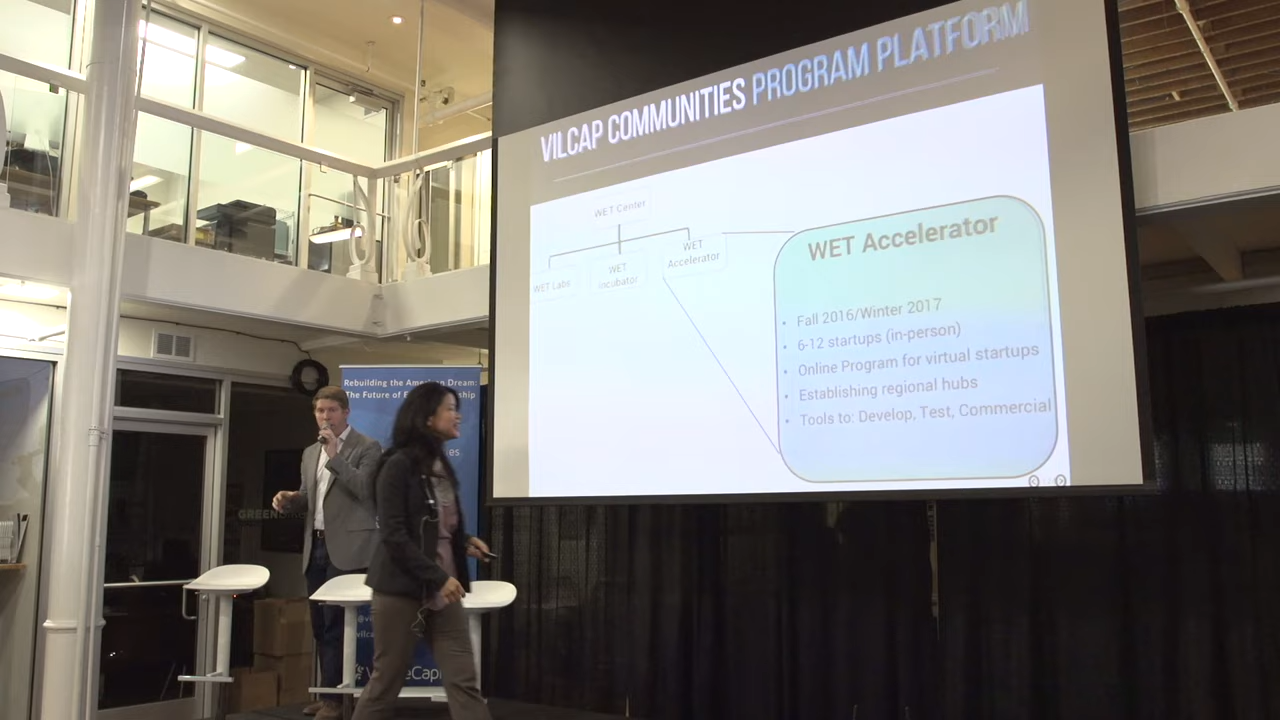 VILCAP COMMUNITIES PROGRAM PLATFORM
WET Center
WET Labs
WET
Incubator
WET
Accelerator
WET Accelerator
• Fall 2016/Winter 2017
• 6-12 startups (in-person)
• Online Program for virtual startups
• Establishing regional hubs
• Tools to: Develop, Test, Commercial
Rebuilding the American Dream:
The Future of